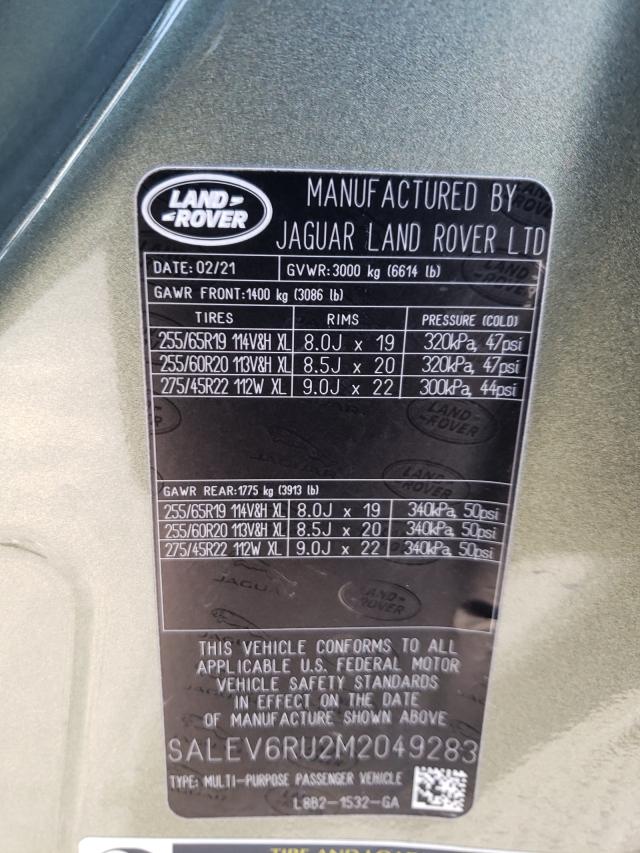 LAND ROVER
MANUFACTURED BY
JAGUAR LAND ROVER LTD
DATE: 02/21 GVWR: 3000 kg (6614 lb)
GAWR FRONT: 1400 kg (3086 lb)
TIRES RIMS PRESSURE (COLD)
255/65R19 114V&H XL 8.0J x 19 320kPa, 47psi
255/60R20 113V&H XL 8.5J x 20 320kPa, 47psi
275/45R22 112W XL 9.0J x 22 300kPa, 44psi
GAWR REAR: 1775 kg (3913 lb)
255/65R19 114V&H XL 8.0J x 19 340kPa, 50psi
255/60R20 113V&H XL 8.5J x 20 340kPa, 50psi
275/45R22 112W XL 9.0J x 22 340kPa, 50psi
THIS VEHICLE CONFORMS TO ALL
APPLICABLE U.S. FEDERAL MOTOR
VEHICLE SAFETY STANDARDS
IN EFFECT ON THE DATE
OF MANUFACTURE SHOWN ABOVE
SALEV6RU2M2049283
TYPE: MULTI-PURPOSE PASSENGER VEHICLE
L8B2-1532-GA